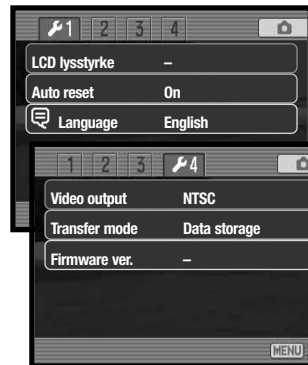 1 2 3 4
LCD lysstyrke –
Auto reset On
Language English
1 2 3 4
Video output NTSC
Transfer mode Data storage
Firmware ver. –
MENU